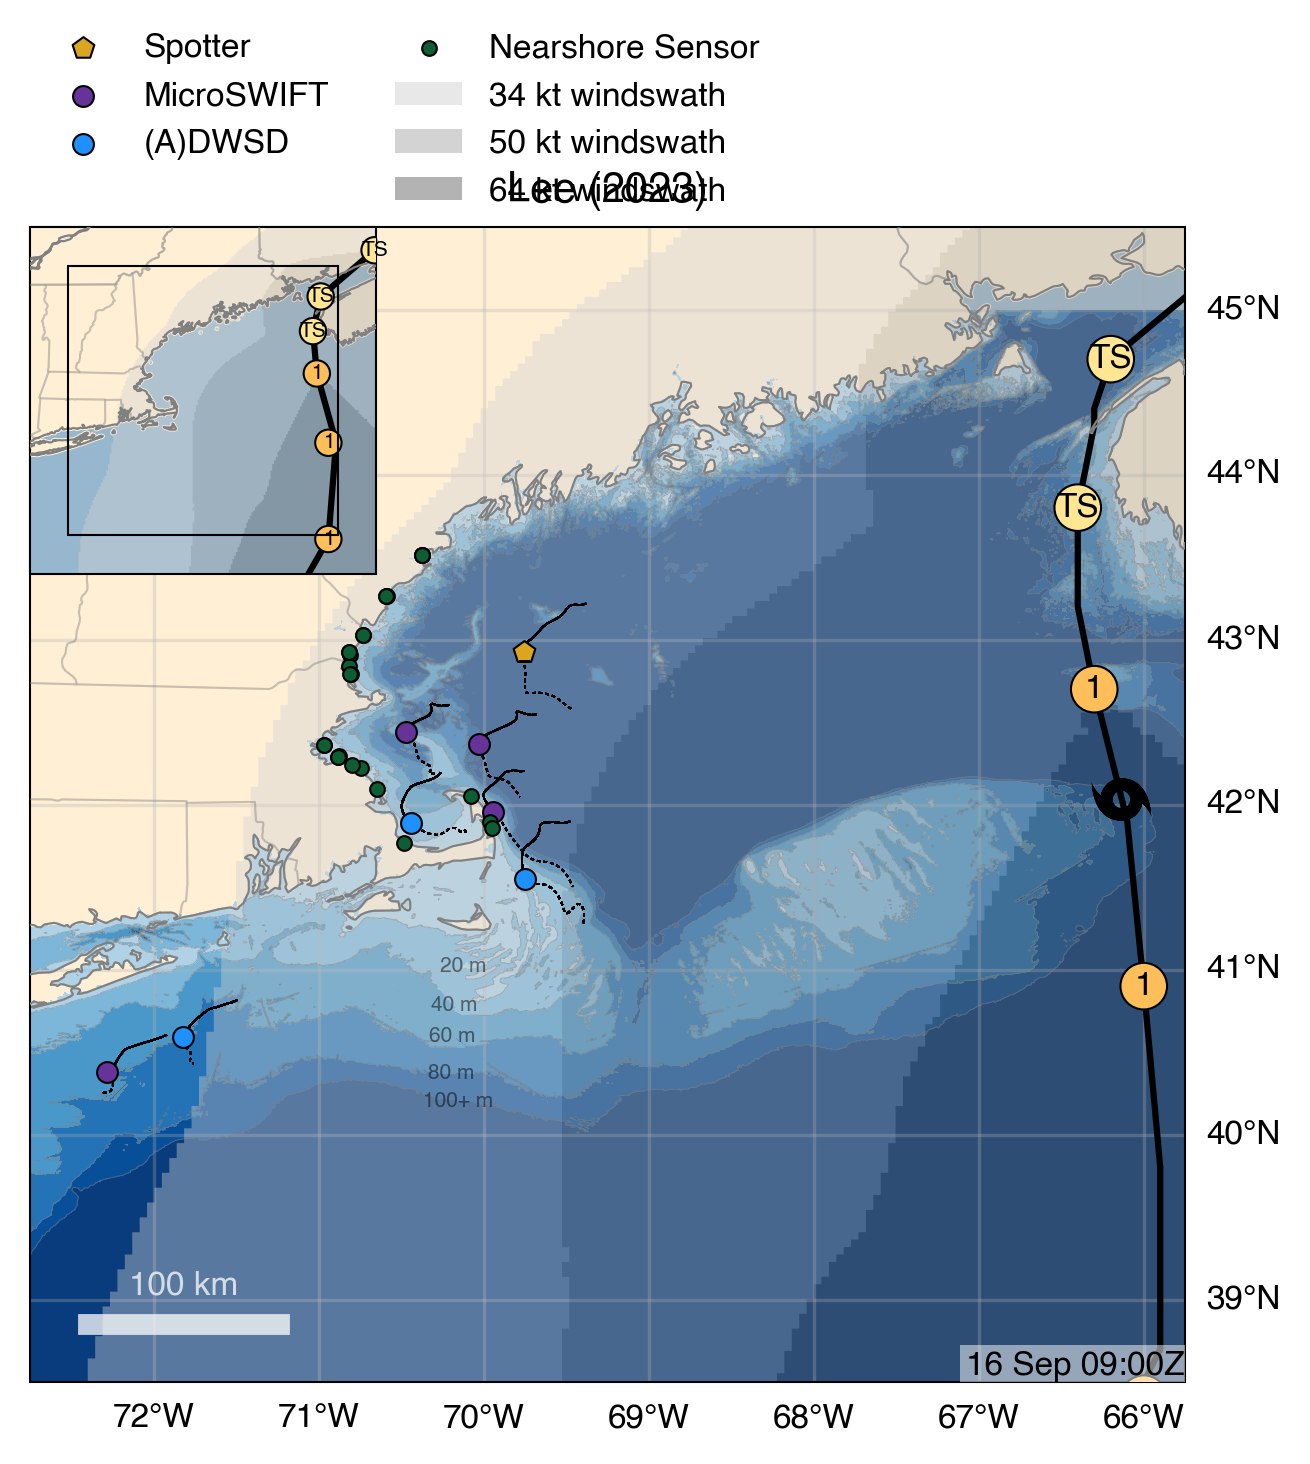 Spotter
MicroSWIFT
(A)DWSD
Nearshore Sensor
34 kt windswath
50 kt windswath
64 kt windswath
Lee (2023)
TS
TS
TS
1
1
1
TS
TS
1
1
45°N
44°N
43°N
42°N
41°N
40°N
39°N
20 m
40 m
60 m
80 m
100+ m
100 km
16 Sep 09:00Z
72°W
71°W
70°W
69°W
68°W
67°W
66°W